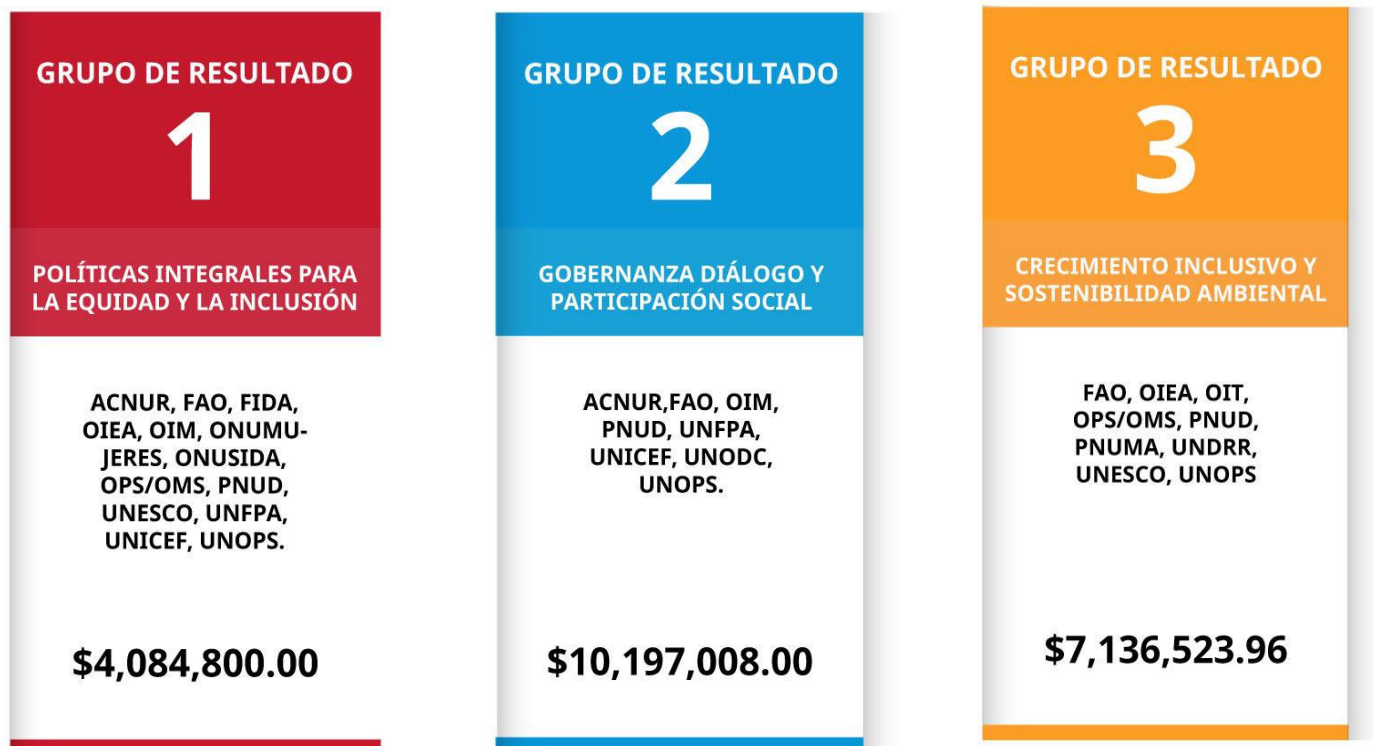 GRUPO DE RESULTADO
1
POLÍTICAS INTEGRALES PARA
LA EQUIDAD Y LA INCLUSIÓN
ACNUR, FAO, FIDA,
OIEA, OIM, ONUMU-
JERES, ONUSIDA,
OPS/OMS, PNUD,
UNESCO, UNFPA,
UNICEF, UNOPS.
$4,084,800.00
GRUPO DE RESULTADO
2
GOBERNANZA DIÁLOGO Y
PARTICIPACIÓN SOCIAL
ACNUR,FAO, OIM,
PNUD, UNFPA,
UNICEF, UNODC,
UNOPS.
$10,197,008.00
GRUPO DE RESULTADO
3
CRECIMIENTO INCLUSIVO Y
SOSTENIBILIDAD AMBIENTAL
FAO, OIEA, OIT,
OPS/OMS, PNUD,
PNUMA, UNDRR,
UNESCO, UNOPS
$7,136,523.96